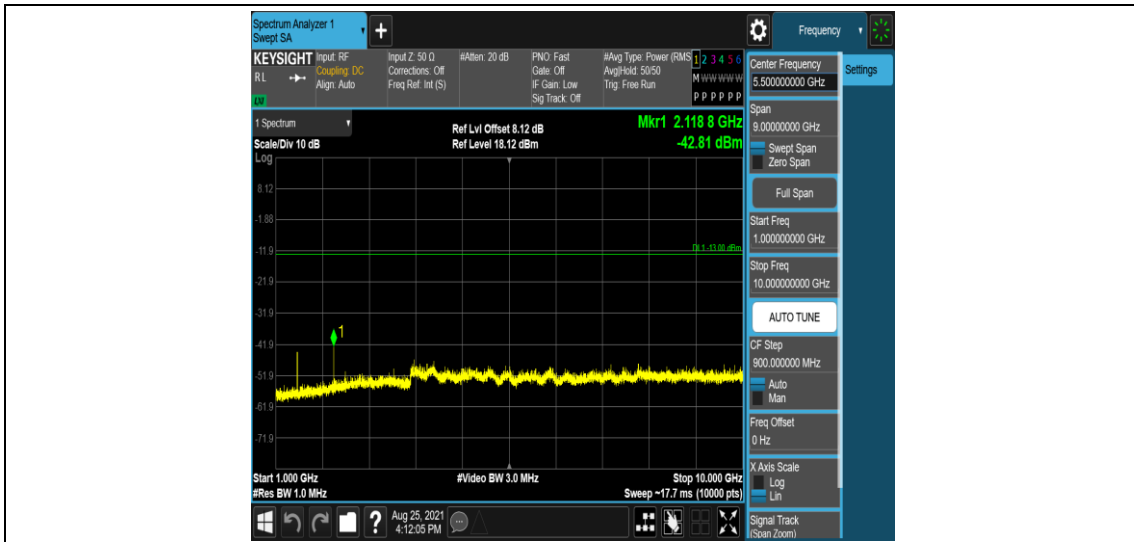 Spectrum Analyzer 1
Swept SA
+
Frequency
KEYSIGHT
RL
LXI
Input: RF
Coupling: DC
Align: Auto
Input Z: 50 Ω
Corrections: Off
Freq Ref: Int (S)
#Atten: 20 dB
PNO: Fast
Gate: Off
IF Gain: Low
Sig Track: Off
#Avg Type: Power (RMS
Avg|Hold: 50/50
Trig: Free Run
1 2 3 4 5 6
M W W W W W
P P P P P P
1 Spectrum
Scale/Div 10 dB
Ref Lvl Offset 8.12 dB
Ref Level 18.12 dBm
Mkr1 2.118 8 GHz
-42.81 dBm
Log
8.12
-1.88
-11.9
DL1 -13.00 dBm
-21.9
-31.9
1
-41.9
-51.9
-61.9
-71.9
Start 1.000 GHz
#Res BW 1.0 MHz
#Video BW 3.0 MHz
Stop 10.000 GHz
Sweep ~17.7 ms (10000 pts)
?
Aug 25, 2021
4:12:05 PM
Center Frequency
5.500000000 GHz
Settings
Span
9.00000000 GHz
Swept Span
Zero Span
Full Span
Start Freq
1.000000000 GHz
Stop Freq
10.000000000 GHz
AUTO TUNE
CF Step
900.000000 MHz
Auto
Man
Freq Offset
0 Hz
X Axis Scale
Log
Lin
Signal Track
(Span Zoom)